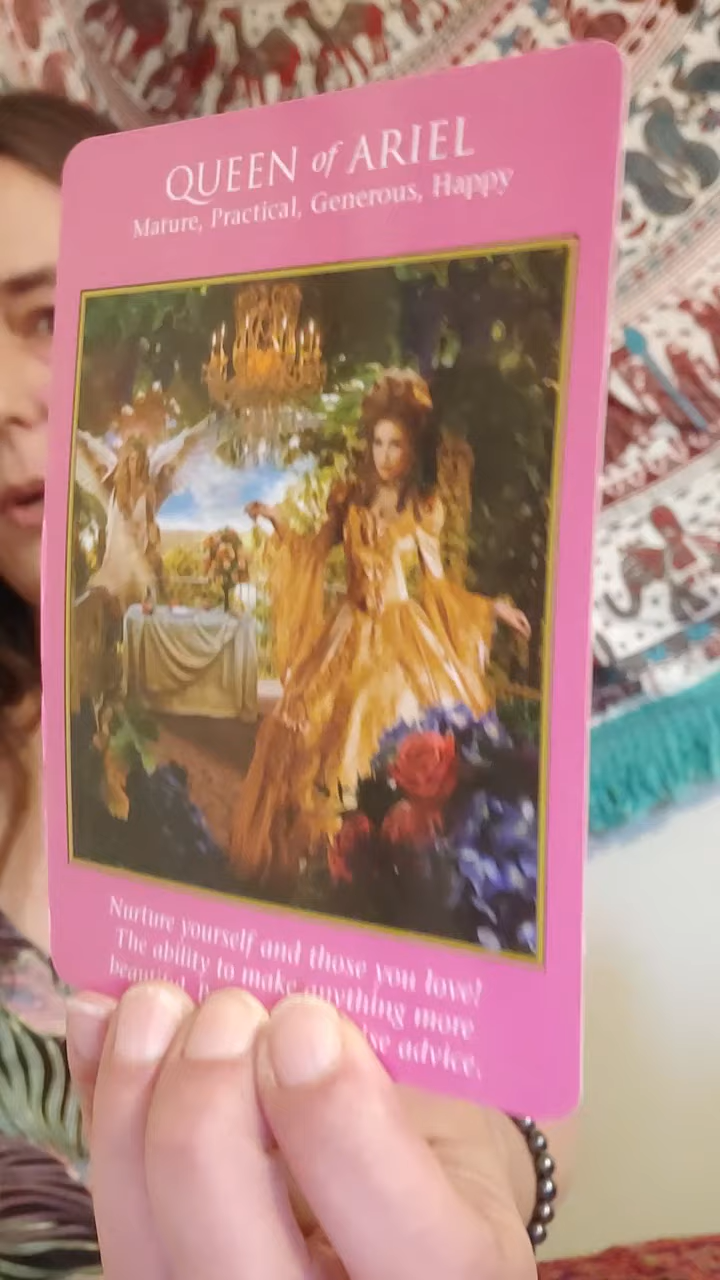 QUEEN of ARIEL
Mature, Practical, Generous, Happy
Nurture yourself and those you love!
The ability to make anything more
advice.